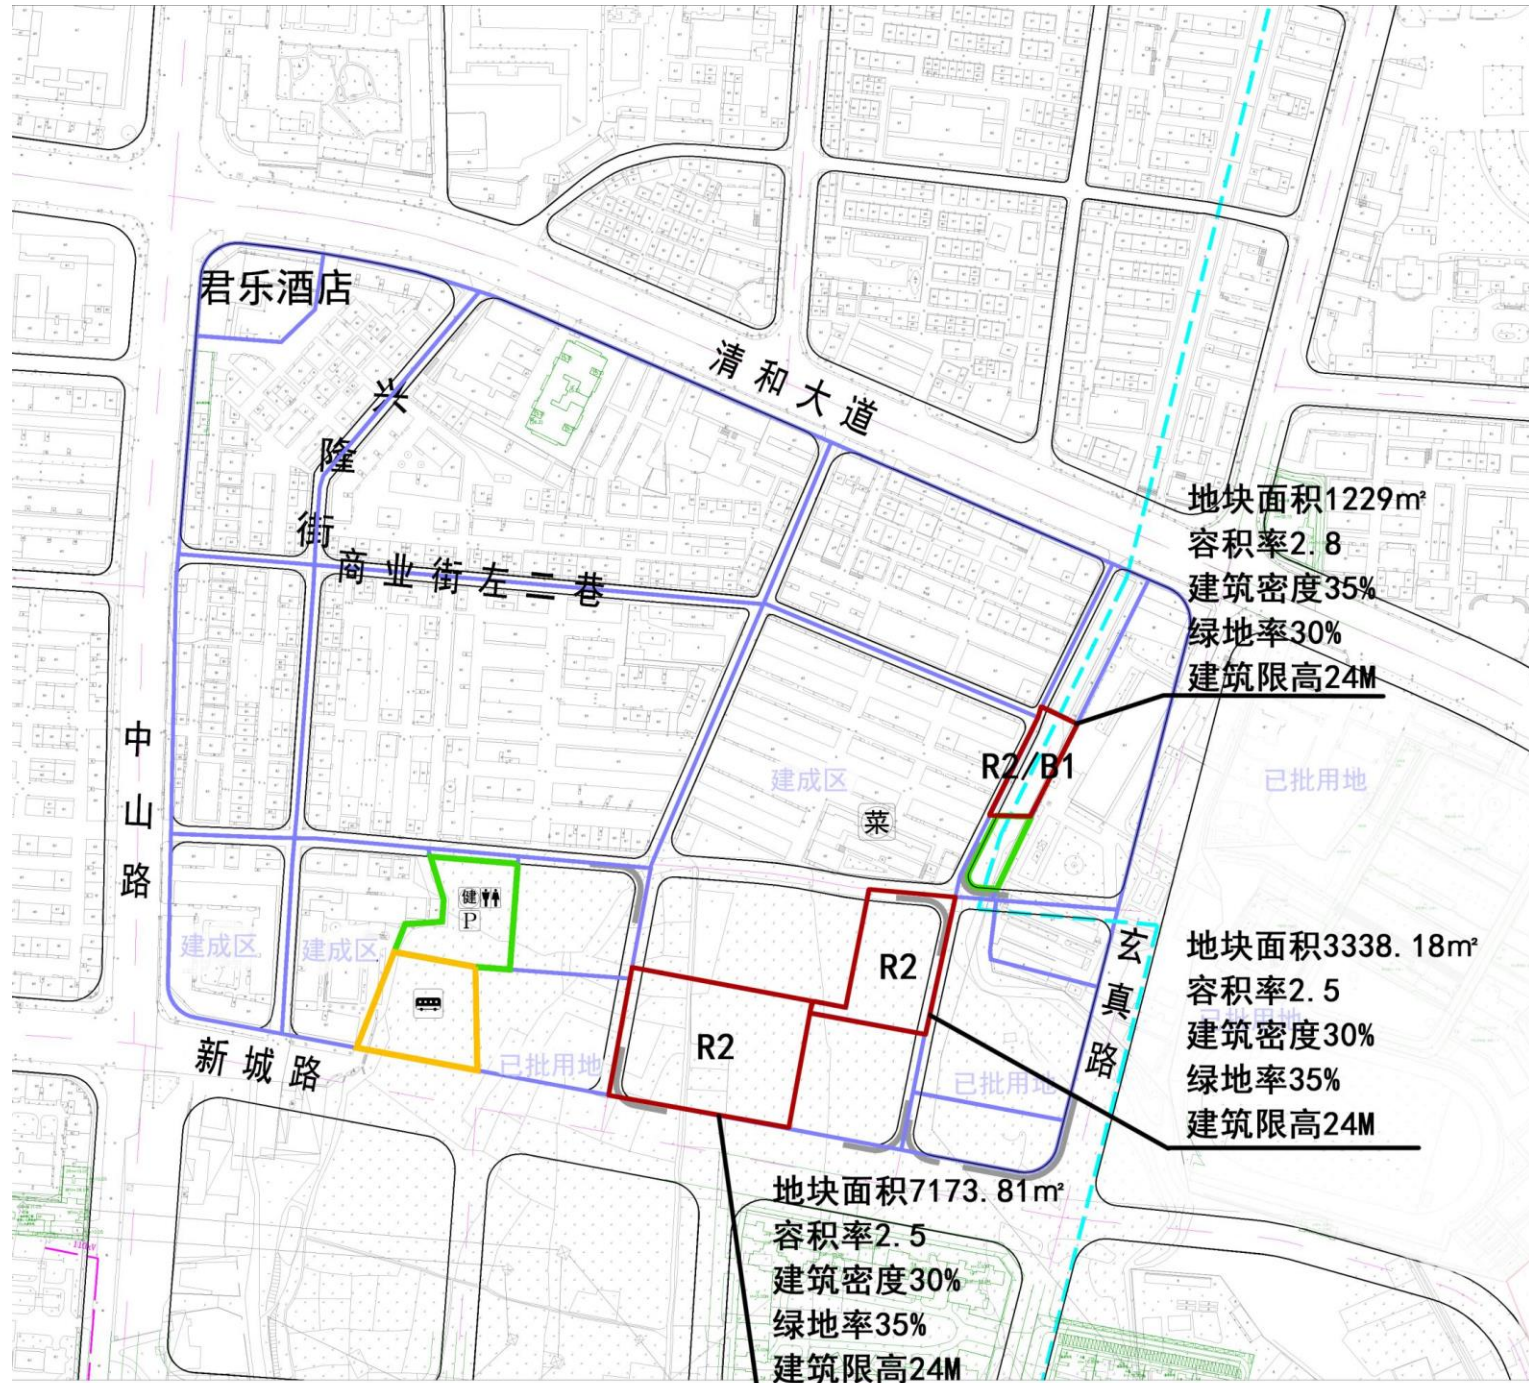 君乐酒店
清和大道
兴隆街
商业街左二巷
地块面积1229㎡
容积率2.8
建筑密度35%
绿地率30%
建筑限高24M
中山路
R2/B1
建成区
已批用地
菜
健
P
建成区
建成区
玄真路
R2
地块面积3338.18㎡
容积率2.5
建筑密度30%
绿地率35%
建筑限高24M
已批用地
R2
新城路
已批用地
已批用地
地块面积7173.81㎡
容积率2.5
建筑密度30%
绿地率35%
建筑限高24M